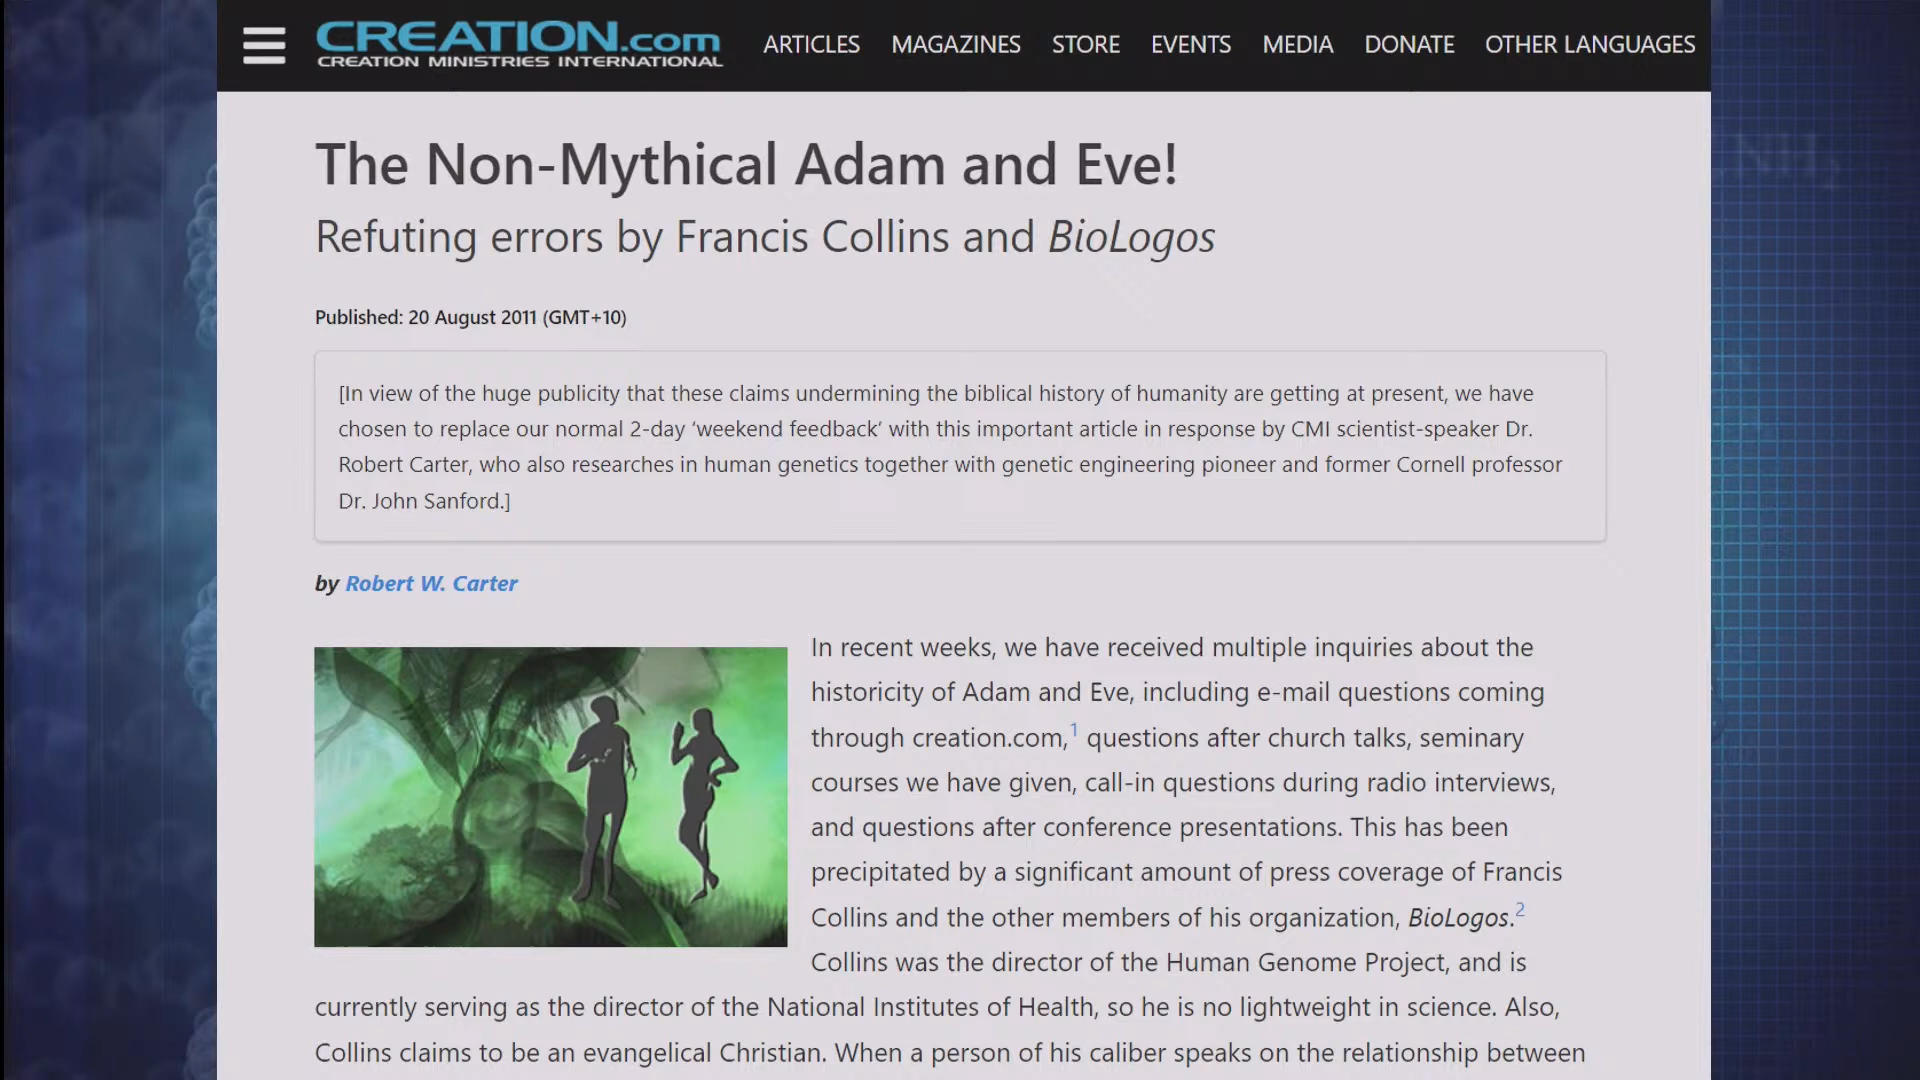 CREATION.com
CREATION MINISTRIES INTERNATIONAL
ARTICLES MAGAZINES STORE EVENTS MEDIA DONATE OTHER LANGUAGES
The Non-Mythical Adam and Eve!
Refuting errors by Francis Collins and BioLogos
Published: 20 August 2011 (GMT+10)
[In view of the huge publicity that these claims undermining the biblical history of humanity are getting at present, we have
chosen to replace our normal 2-day ‘weekend feedback’ with this important article in response by CMI scientist-speaker Dr.
Robert Carter, who also researches in human genetics together with genetic engineering pioneer and former Cornell professor
Dr. John Sanford.]
by Robert W. Carter
In recent weeks, we have received multiple inquiries about the
historicity of Adam and Eve, including e-mail questions coming
through creation.com,1 questions after church talks, seminary
courses we have given, call-in questions during radio interviews,
and questions after conference presentations. This has been
precipitated by a significant amount of press coverage of Francis
Collins and the other members of his organization, BioLogos.2
Collins was the director of the Human Genome Project, and is
currently serving as the director of the National Institutes of Health, so he is no lightweight in science. Also,
Collins claims to be an evangelical Christian. When a person of his caliber speaks on the relationship between
NH2